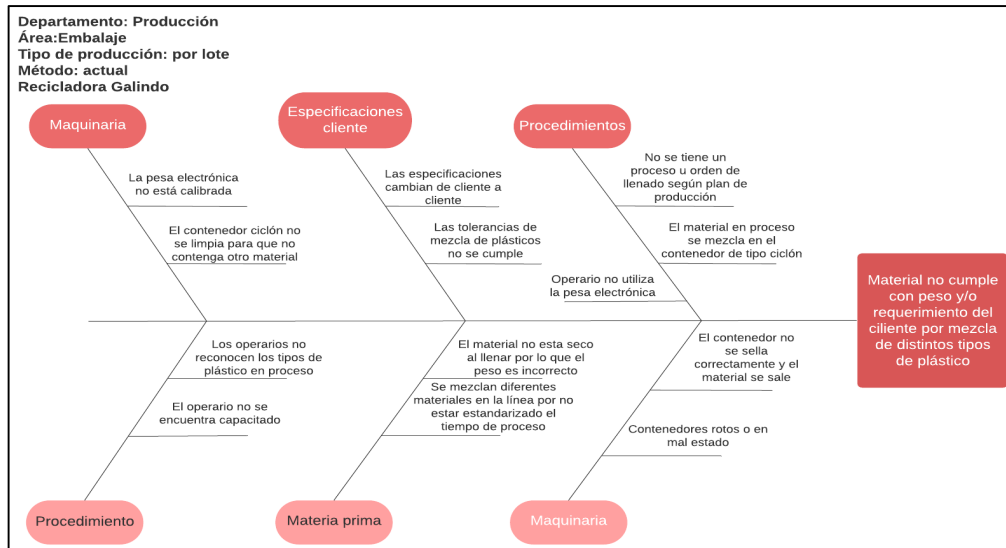 Departamento: Producción
Área:Embalaje
Tipo de producción: por lote
Método: actual
Recicladora Galindo
Maquinaria
Especificaciones
cliente
Procedimientos
La pesa electrónica
no está calibrada
El contenedor ciclón no
se limpia para que no
contenga otro material
Las especificaciones
cambian de cliente a
cliente
Las tolerancias de
mezcla de plásticos
no se cumple
No se tiene un
proceso u orden de
llenado según plan de
producción
El material en proceso
se mezcla en el
contenedor de tipo ciclón
Operario no utiliza
la pesa electrónica
Material no cumple
con peso y/o
requerimiento del
ciliente por mezcla
de distintos tipos
de plástico
Los operarios no
reconocen los tipos de
plástico en proceso
El operario no se
encuentra capacitado
El material no esta seco
al llenar por lo que el
peso es incorrecto
Se mezclan diferentes
materiales en la línea por no
estar estandarizado el
tiempo de proceso
El contenedor no
se sella
correctamente y el
material se sale
Contenedores rotos o en
mal estado
Procedimiento
Materia prima
Maquinaria